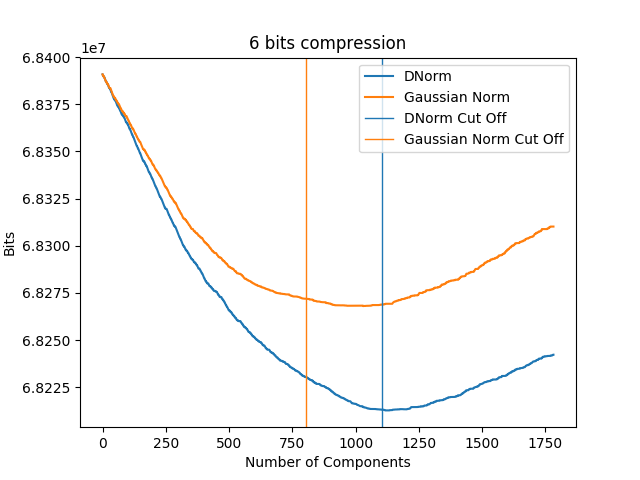 6 bits compression
1e7
6.8400
6.8375
6.8350
6.8325
6.8300
6.8275
6.8250
6.8225
Bits
DNorm
Gaussian Norm
DNorm Cut Off
Gaussian Norm Cut Off
0 250 500 750 1000 1250 1500 1750
Number of Components